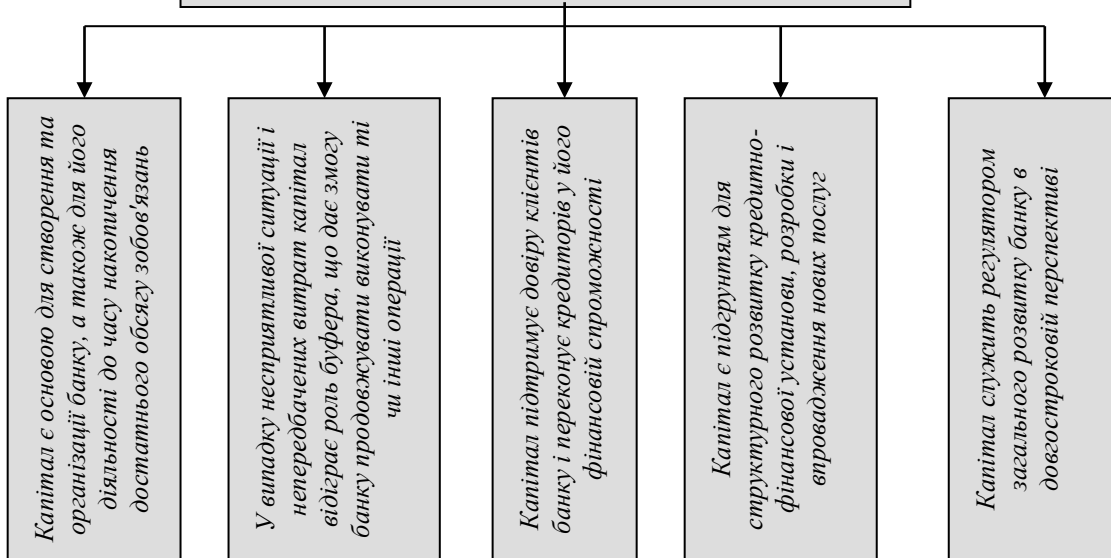 Капітал є основою для створення та
організації банку, а також для його
діяльності до часу накопичення
достатнього обсягу зобов'язань
У випадку несприятливої ситуації і
непередбачених витрат капітал
відіграє роль буфера, що дає змогу
банку продовжувати виконувати ті
чи інші операції
Капітал підтримує довіру клієнтів
банку і переконує кредиторів у його
фінансовій спроможності
Капітал є підгрунтям для
структурного розвитку кредитно-
фінансової установи, розробки і
впровадження нових послуг
Капітал служить регулятором
загального розвитку банку в
довгостроковій перспективі